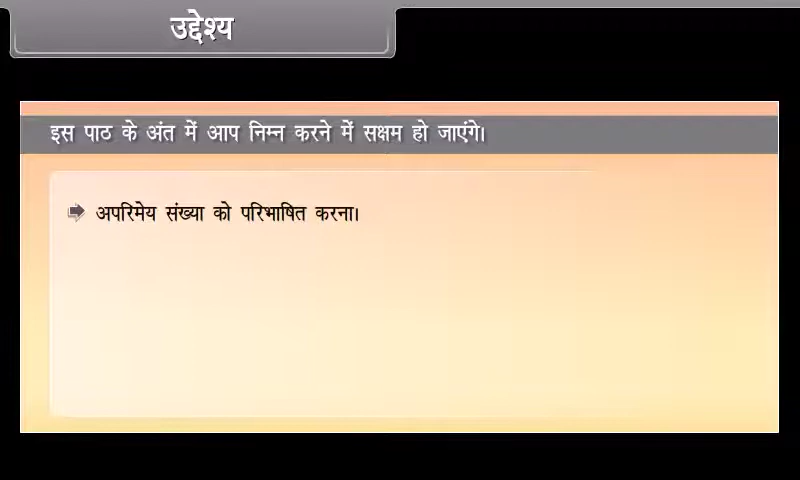 उद्देश्य
इस पाठ के अंत में आप निम्न करने में सक्षम हो जाएंगे।
अपरिमेय संख्या को परिभाषित करना।